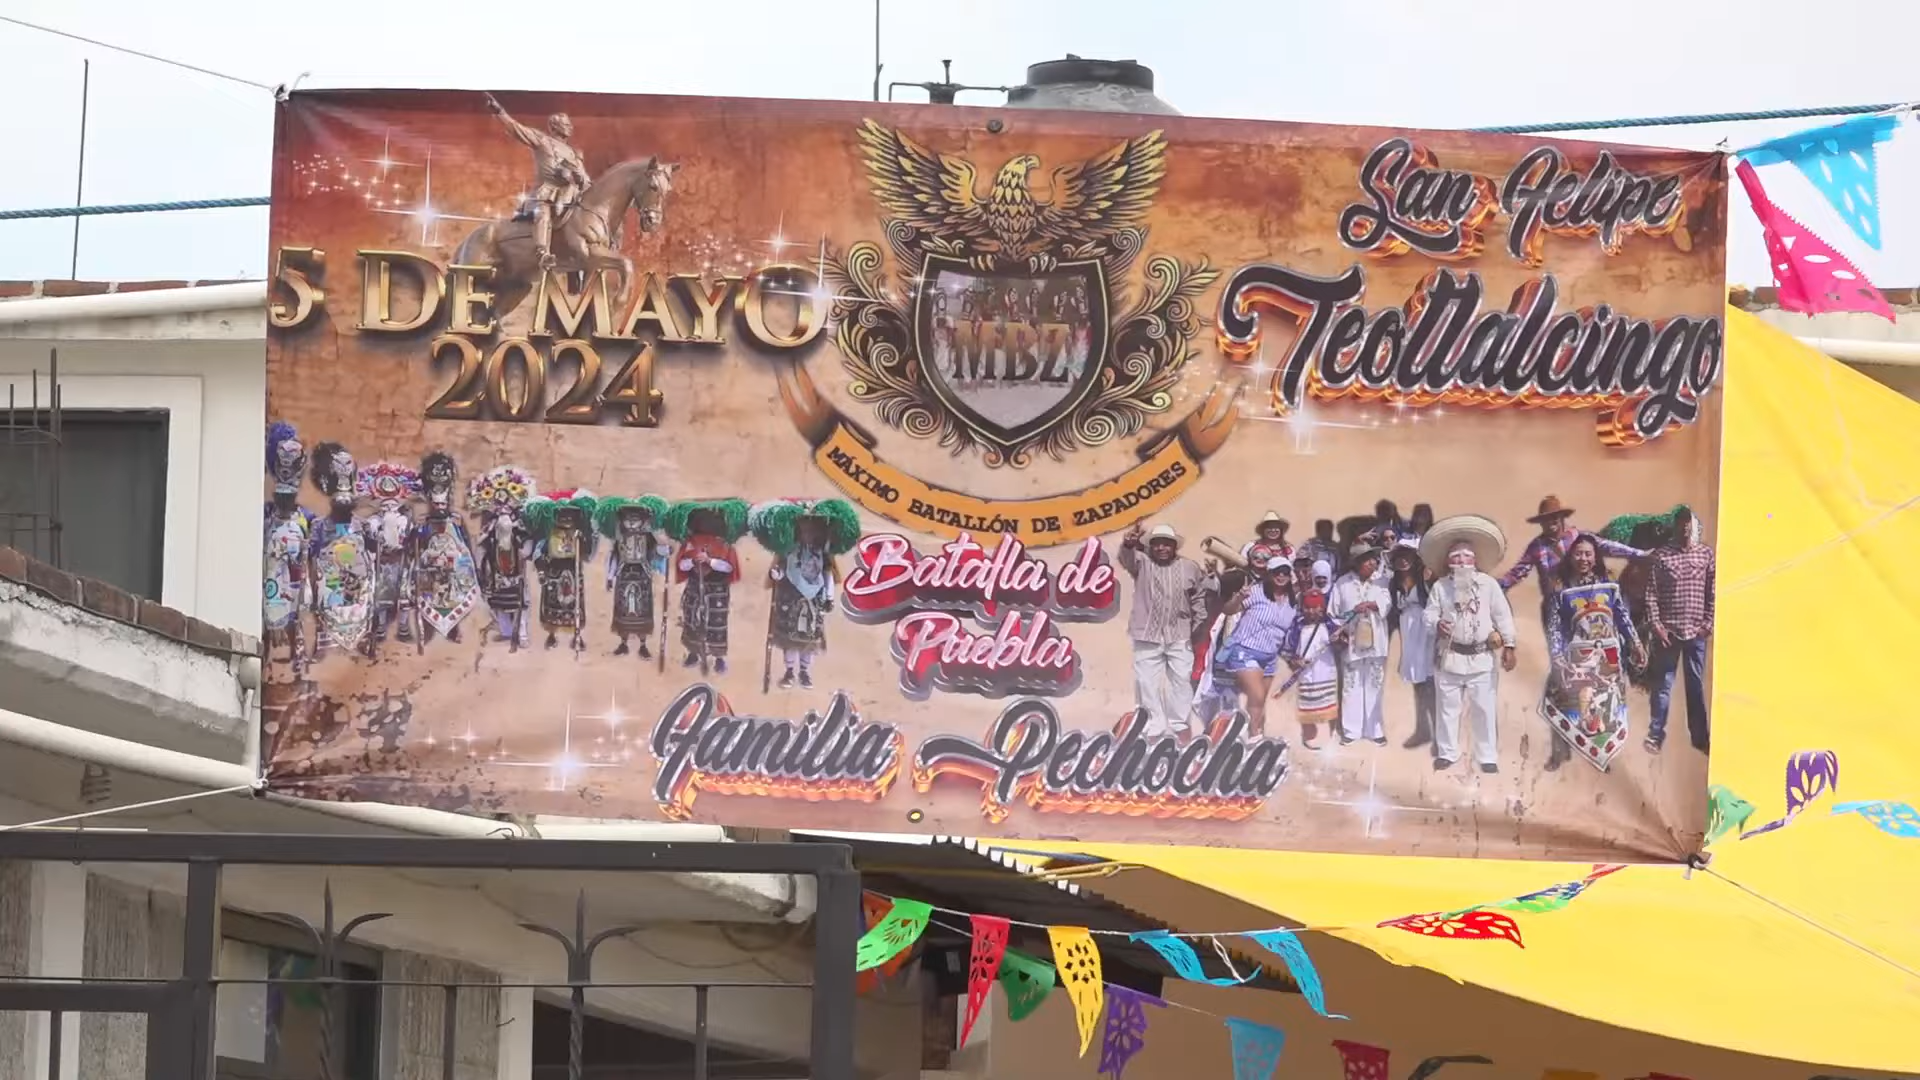 5 DE MAYO
2024
MBZ
MÁXIMO BATALLÓN DE ZAPADORES
San Felipe
Teotlalcingo
Batalla de
Puebla
Familia Pechocha